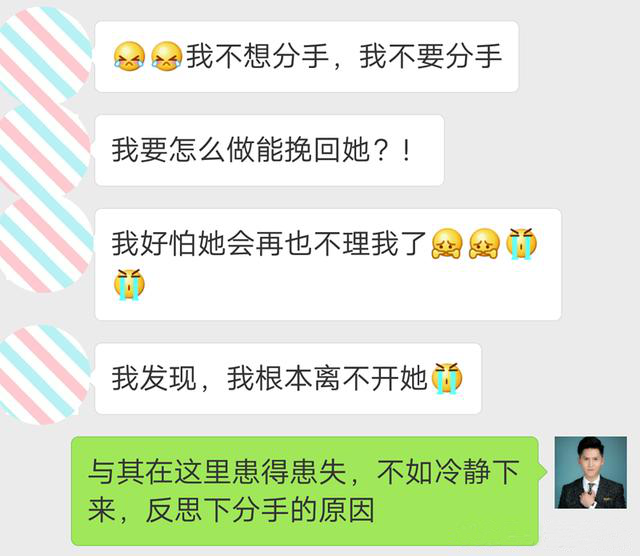 我不想分手，我不要分手
我要怎么做能挽回她？！
我好怕她会再也不理我了
我发现，我根本离不开她
与其在这里患得患失，不如冷静下
来，反思下分手的原因